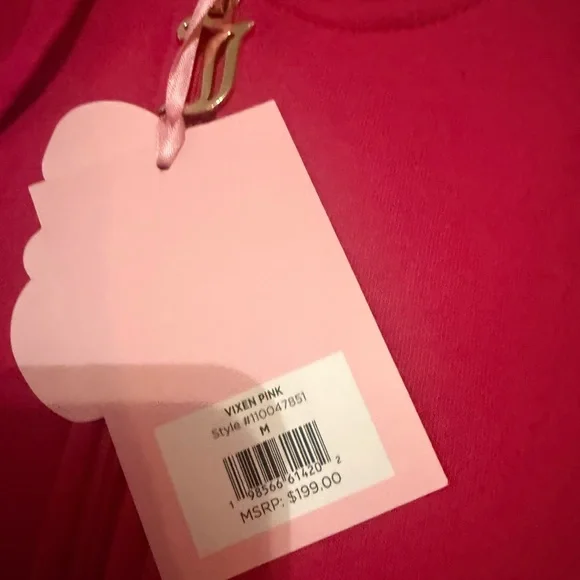 J
VIXEN PINK
Style #110047851
M
1 98566 61420 2
MSRP: $199.00